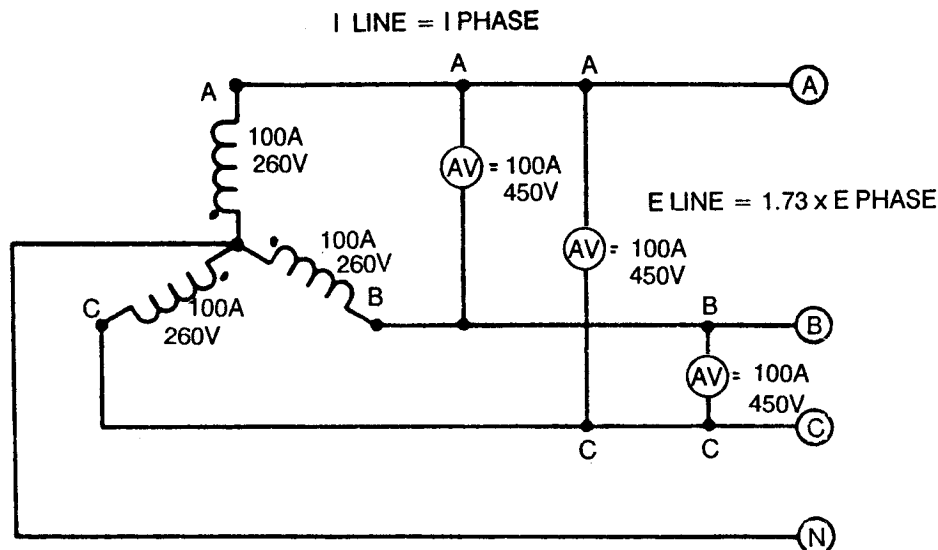 I LINE = I PHASE
A
A
A
A
100A
260V
AV = 100A
450V
E LINE = 1.73 x E PHASE
100A
260V
AV = 100A
450V
C
100A
260V
B
B
B
AV = 100A
450V
C
C
C
N